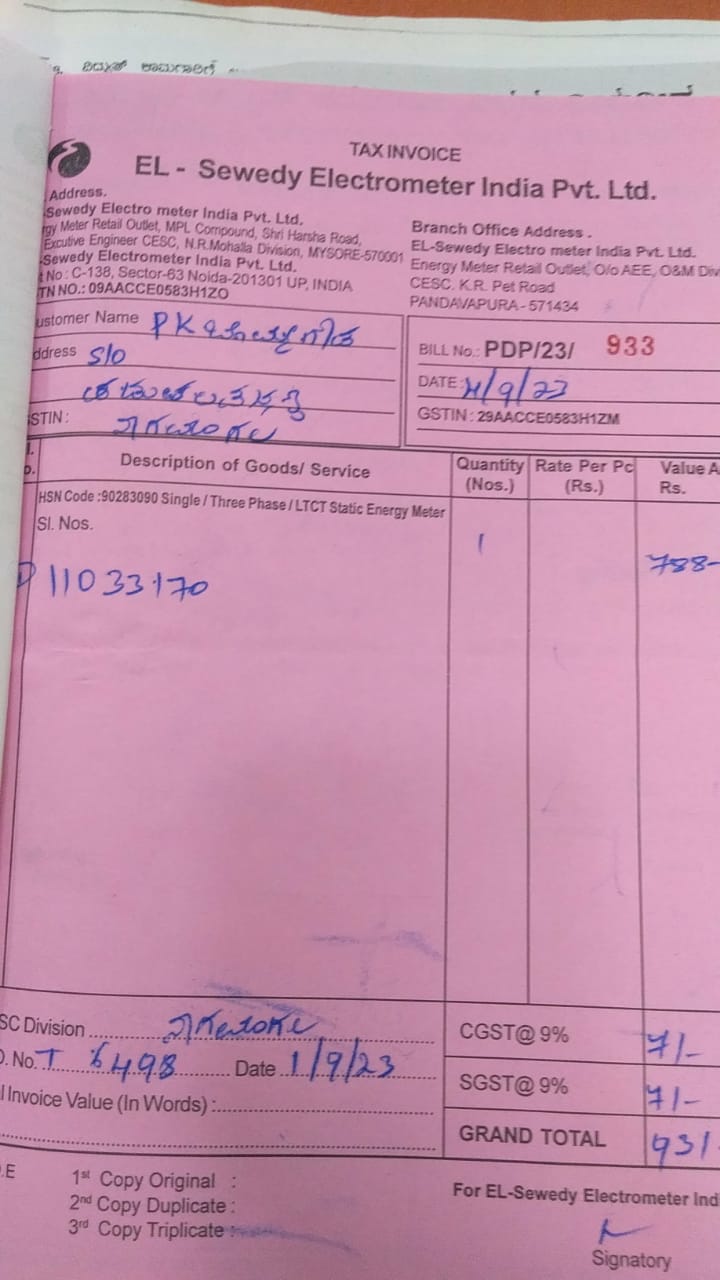 TAX INVOICE
EL - Sewedy Electrometer India Pvt. Ltd.
Address.
Sewedy Electro meter India Pvt. Ltd.
gy Meter Retail Outlet, MPL Compound, Shri Harsha Road,
Excutive Engineer CESC, N.R.Mohalla Division, MYSORE-570001
Sewedy Electrometer India Pvt. Ltd.
No : C-138, Sector-63 Noida-201301 UP, INDIA
TN NO.: 09AACCE0583H1ZO
Branch Office Address .
EL-Sewedy Electro meter India Pvt. Ltd.
Energy Meter Retail Outlet, O/o AEE, O&M Div
CESC. K.R. Pet Road
PANDAVAPURA - 571434
ustomer Name PK
ddress S/o
STIN :
BILL No.: PDP/23/ 933
DATE: /9/23
GSTIN : 29AACCE0583H1ZM
Description of Goods/ Service
Quantity (Nos.)
Rate Per Pc (Rs.)
Value A
Rs.
HSN Code :90283090 Single / Three Phase / LTCT Static Energy Meter
Sl. Nos.
1
788-
11033170
SC Division
CGST@ 9% 71/-
. No. T 6498 Date 1/9/23
SGST@ 9% 71/-
l Invoice Value (In Words) :
GRAND TOTAL 931
.E
1st Copy Original :
2nd Copy Duplicate :
3rd Copy Triplicate :
For EL-Sewedy Electrometer Ind
Signatory